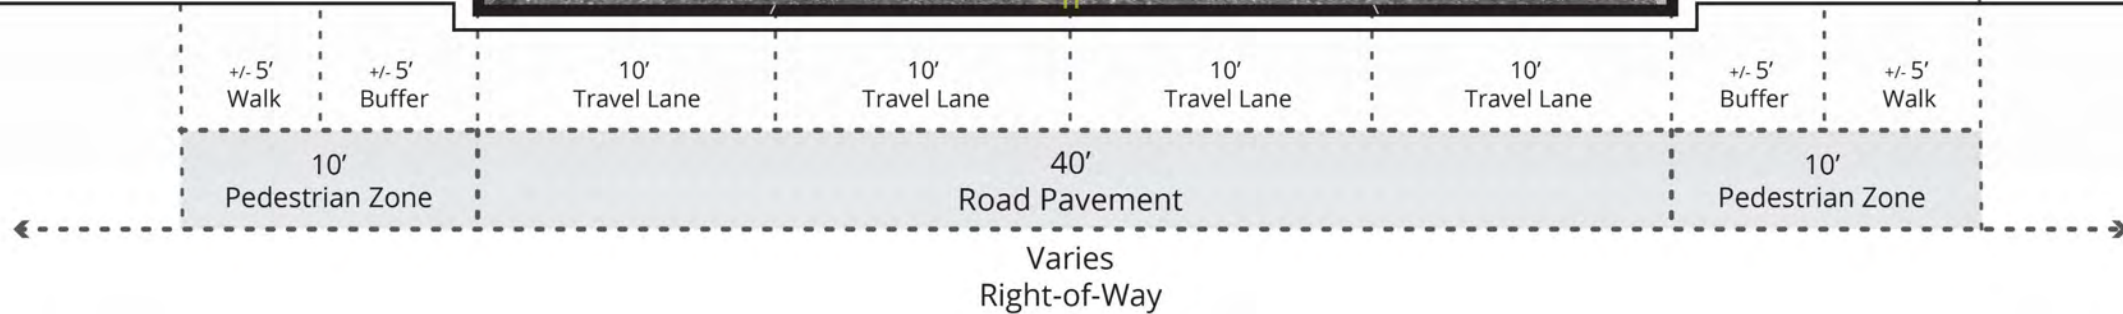 +/- 5’
Walk
+/- 5’
Buffer
10’
Travel Lane
10’
Travel Lane
10’
Travel Lane
10’
Travel Lane
+/- 5’
Buffer
+/- 5’
Walk
10’
Pedestrian Zone
40’
Road Pavement
10’
Pedestrian Zone
Varies
Right-of-Way